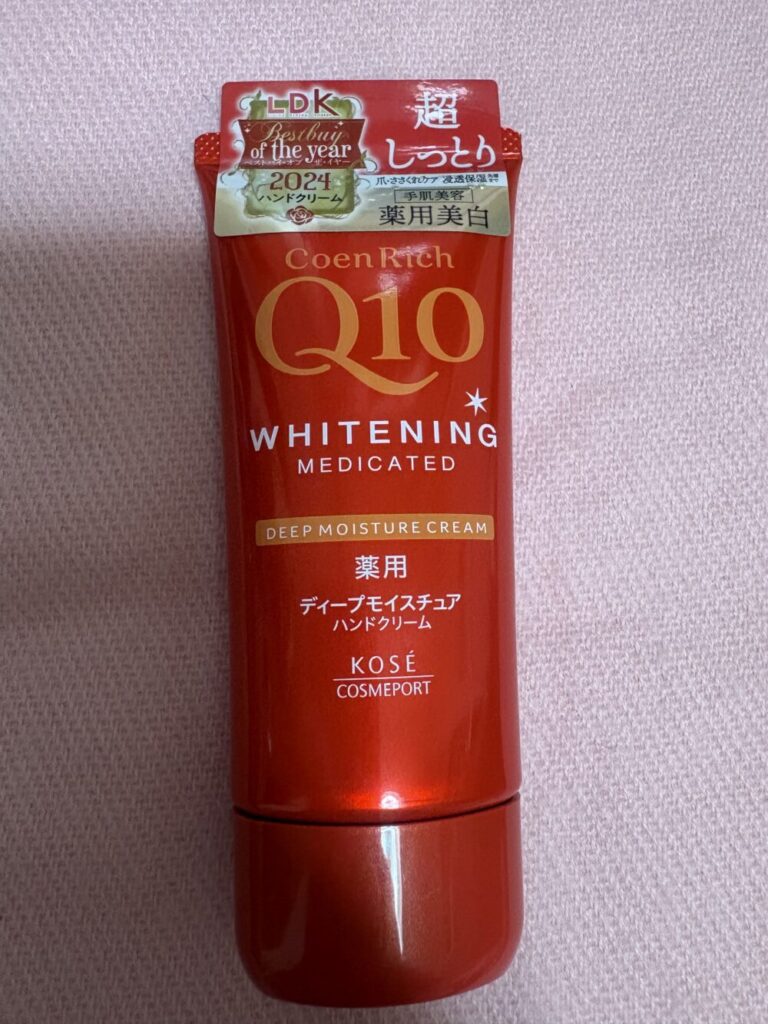 LDK
Bestbuy
of the year
ベストバイ・オブ・ザ・イヤー
2024
ハンドクリーム
超
しっとり
爪・ささくれケア 浸透保湿
手肌美容
薬用美白
Coen Rich
Q10
WHITENING
MEDICATED
DEEP MOISTURE CREAM
薬用
ディープモイスチュア
ハンドクリーム
KOSÉ
COSMEPORT